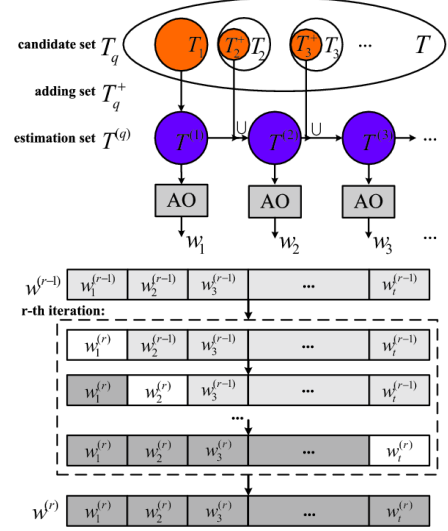 candidate set T_q T_1 T_2^+ T_2 T_3^+ T_3 ... T
adding set T_q^+
estimation set T^(q) T^(1) ∪ T^(2) ∪ T^(3) ...
AO AO AO
w_1 w_2 w_3 ...
w^(r-1) w_1^(r-1) w_2^(r-1) w_3^(r-1) ... w_t^(r-1)
r-th iteration:
w_1^(r) w_2^(r-1) w_3^(r-1) ... w_t^(r-1)
w_1^(r) w_2^(r) w_3^(r-1) ... w_t^(r-1)
...
w_1^(r) w_2^(r) w_3^(r) ... w_t^(r)
w^(r) w_1^(r) w_2^(r) w_3^(r) ... w_t^(r)